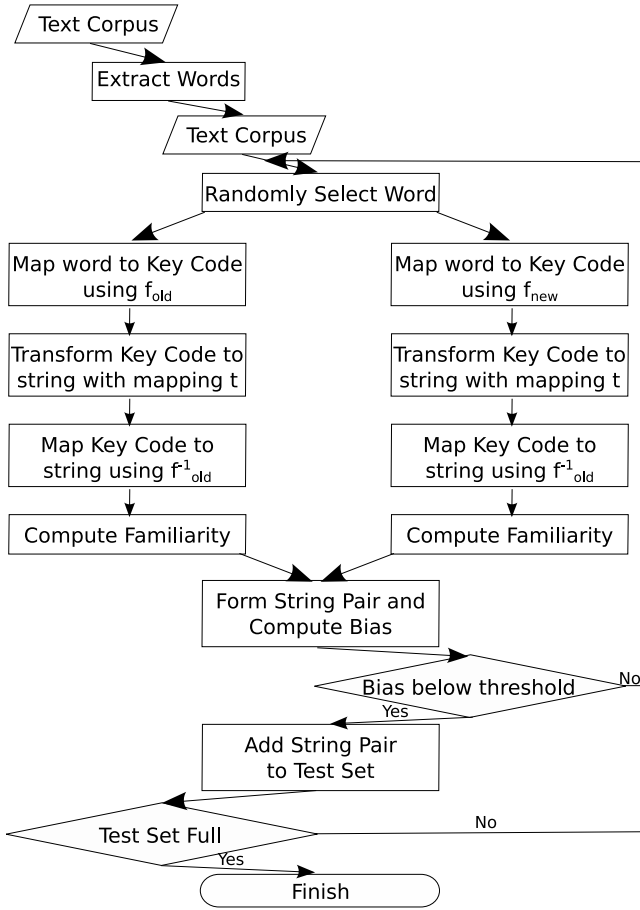 Text Corpus
Extract Words
Text Corpus
Randomly Select Word
Map word to Key Code
using f_old
Map word to Key Code
using f_new
Transform Key Code to
string with mapping t
Transform Key Code to
string with mapping t
Map Key Code to
string using f⁻¹_old
Map Key Code to
string using f⁻¹_old
Compute Familiarity
Compute Familiarity
Form String Pair and
Compute Bias
Bias below threshold
No
Yes
Add String Pair
to Test Set
Test Set Full
No
Yes
Finish